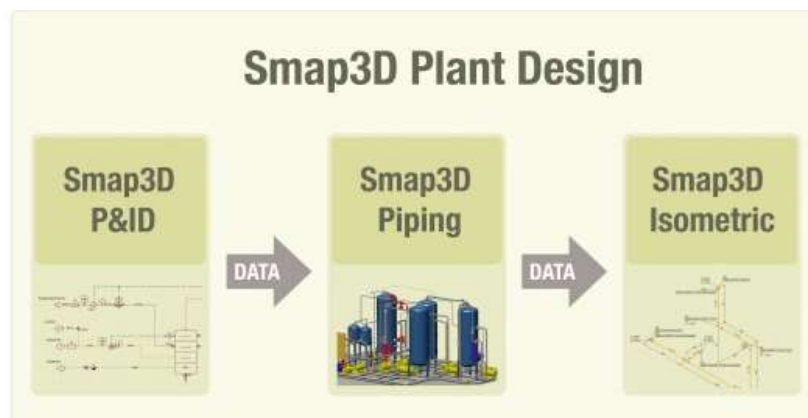 Smap3D Plant Design
Smap3D
P&ID
Smap3D
Piping
Smap3D
Isometric
DATA
DATA